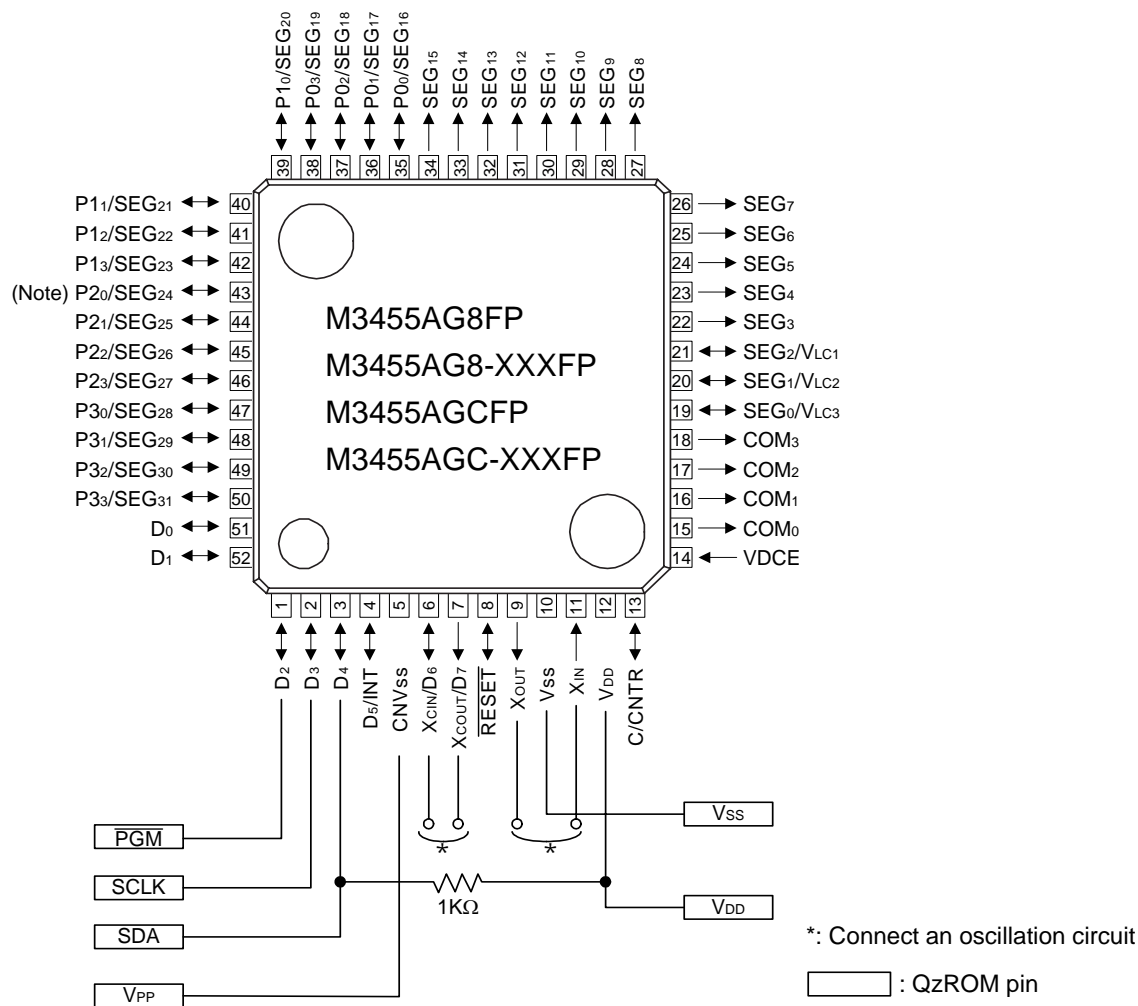 P10/SEG20
P03/SEG19
P02/SEG18
P01/SEG17
P00/SEG16
SEG15
SEG14
SEG13
SEG12
SEG11
SEG10
SEG9
SEG8
39 38 37 36 35 34 33 32 31 30 29 28 27
P11/SEG21 40
P12/SEG22 41
P13/SEG23 42
(Note) P20/SEG24 43
P21/SEG25 44
P22/SEG26 45
P23/SEG27 46
P30/SEG28 47
P31/SEG29 48
P32/SEG30 49
P33/SEG31 50
D0 51
D1 52
M3455AG8FP
M3455AG8-XXXFP
M3455AGCFP
M3455AGC-XXXFP
26 SEG7
25 SEG6
24 SEG5
23 SEG4
22 SEG3
21 SEG2/VLC1
20 SEG1/VLC2
19 SEG0/VLC3
18 COM3
17 COM2
16 COM1
15 COM0
14 VDCE
1 2 3 4 5 6 7 8 9 10 11 12 13
D2
D3
D4
D5/INT
CNVss
XCIN/D6
XCOUT/D7
RESET
XOUT
Vss
XIN
VDD
C/CNTR
PGM
SCLK
SDA
VPP
*
*
1KΩ
VSS
VDD
*: Connect an oscillation circuit
: QzROM pin